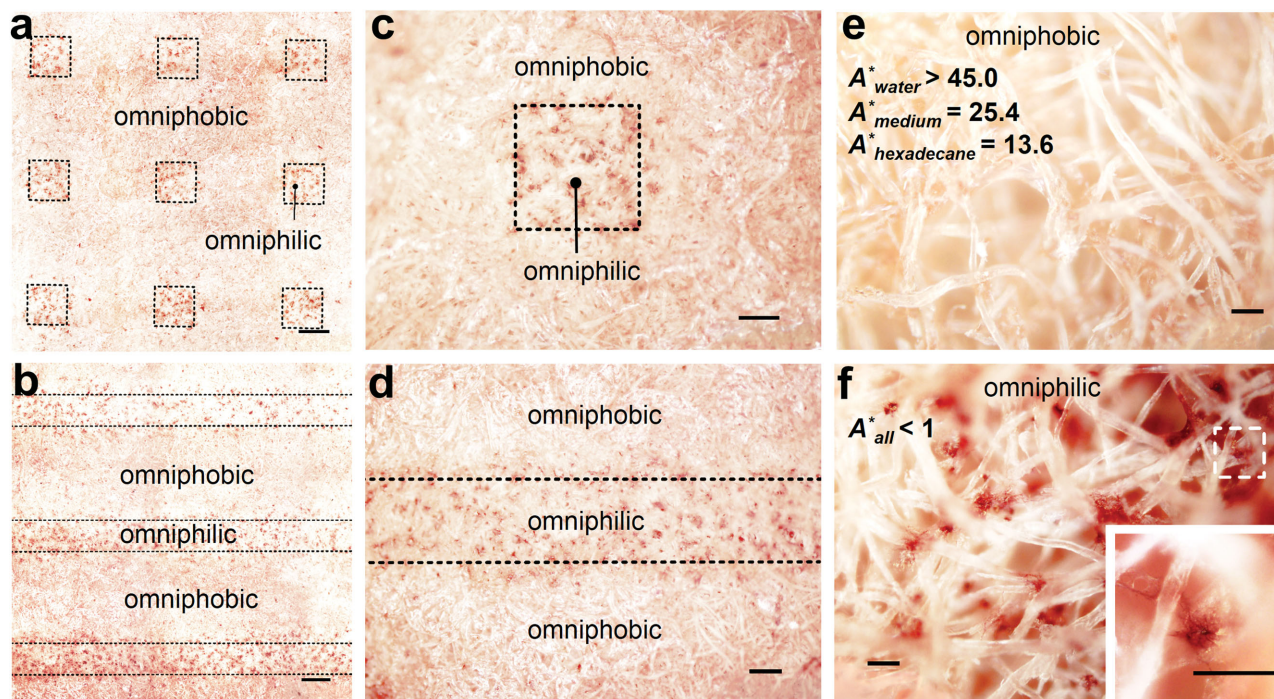 a
omniphobic
omniphilic
b
omniphobic
omniphilic
omniphobic
c
omniphobic
omniphilic
d
omniphobic
omniphilic
omniphobic
e
omniphobic
A*water > 45.0
A*medium = 25.4
A*hexadecane = 13.6
f
omniphilic
A*all < 1